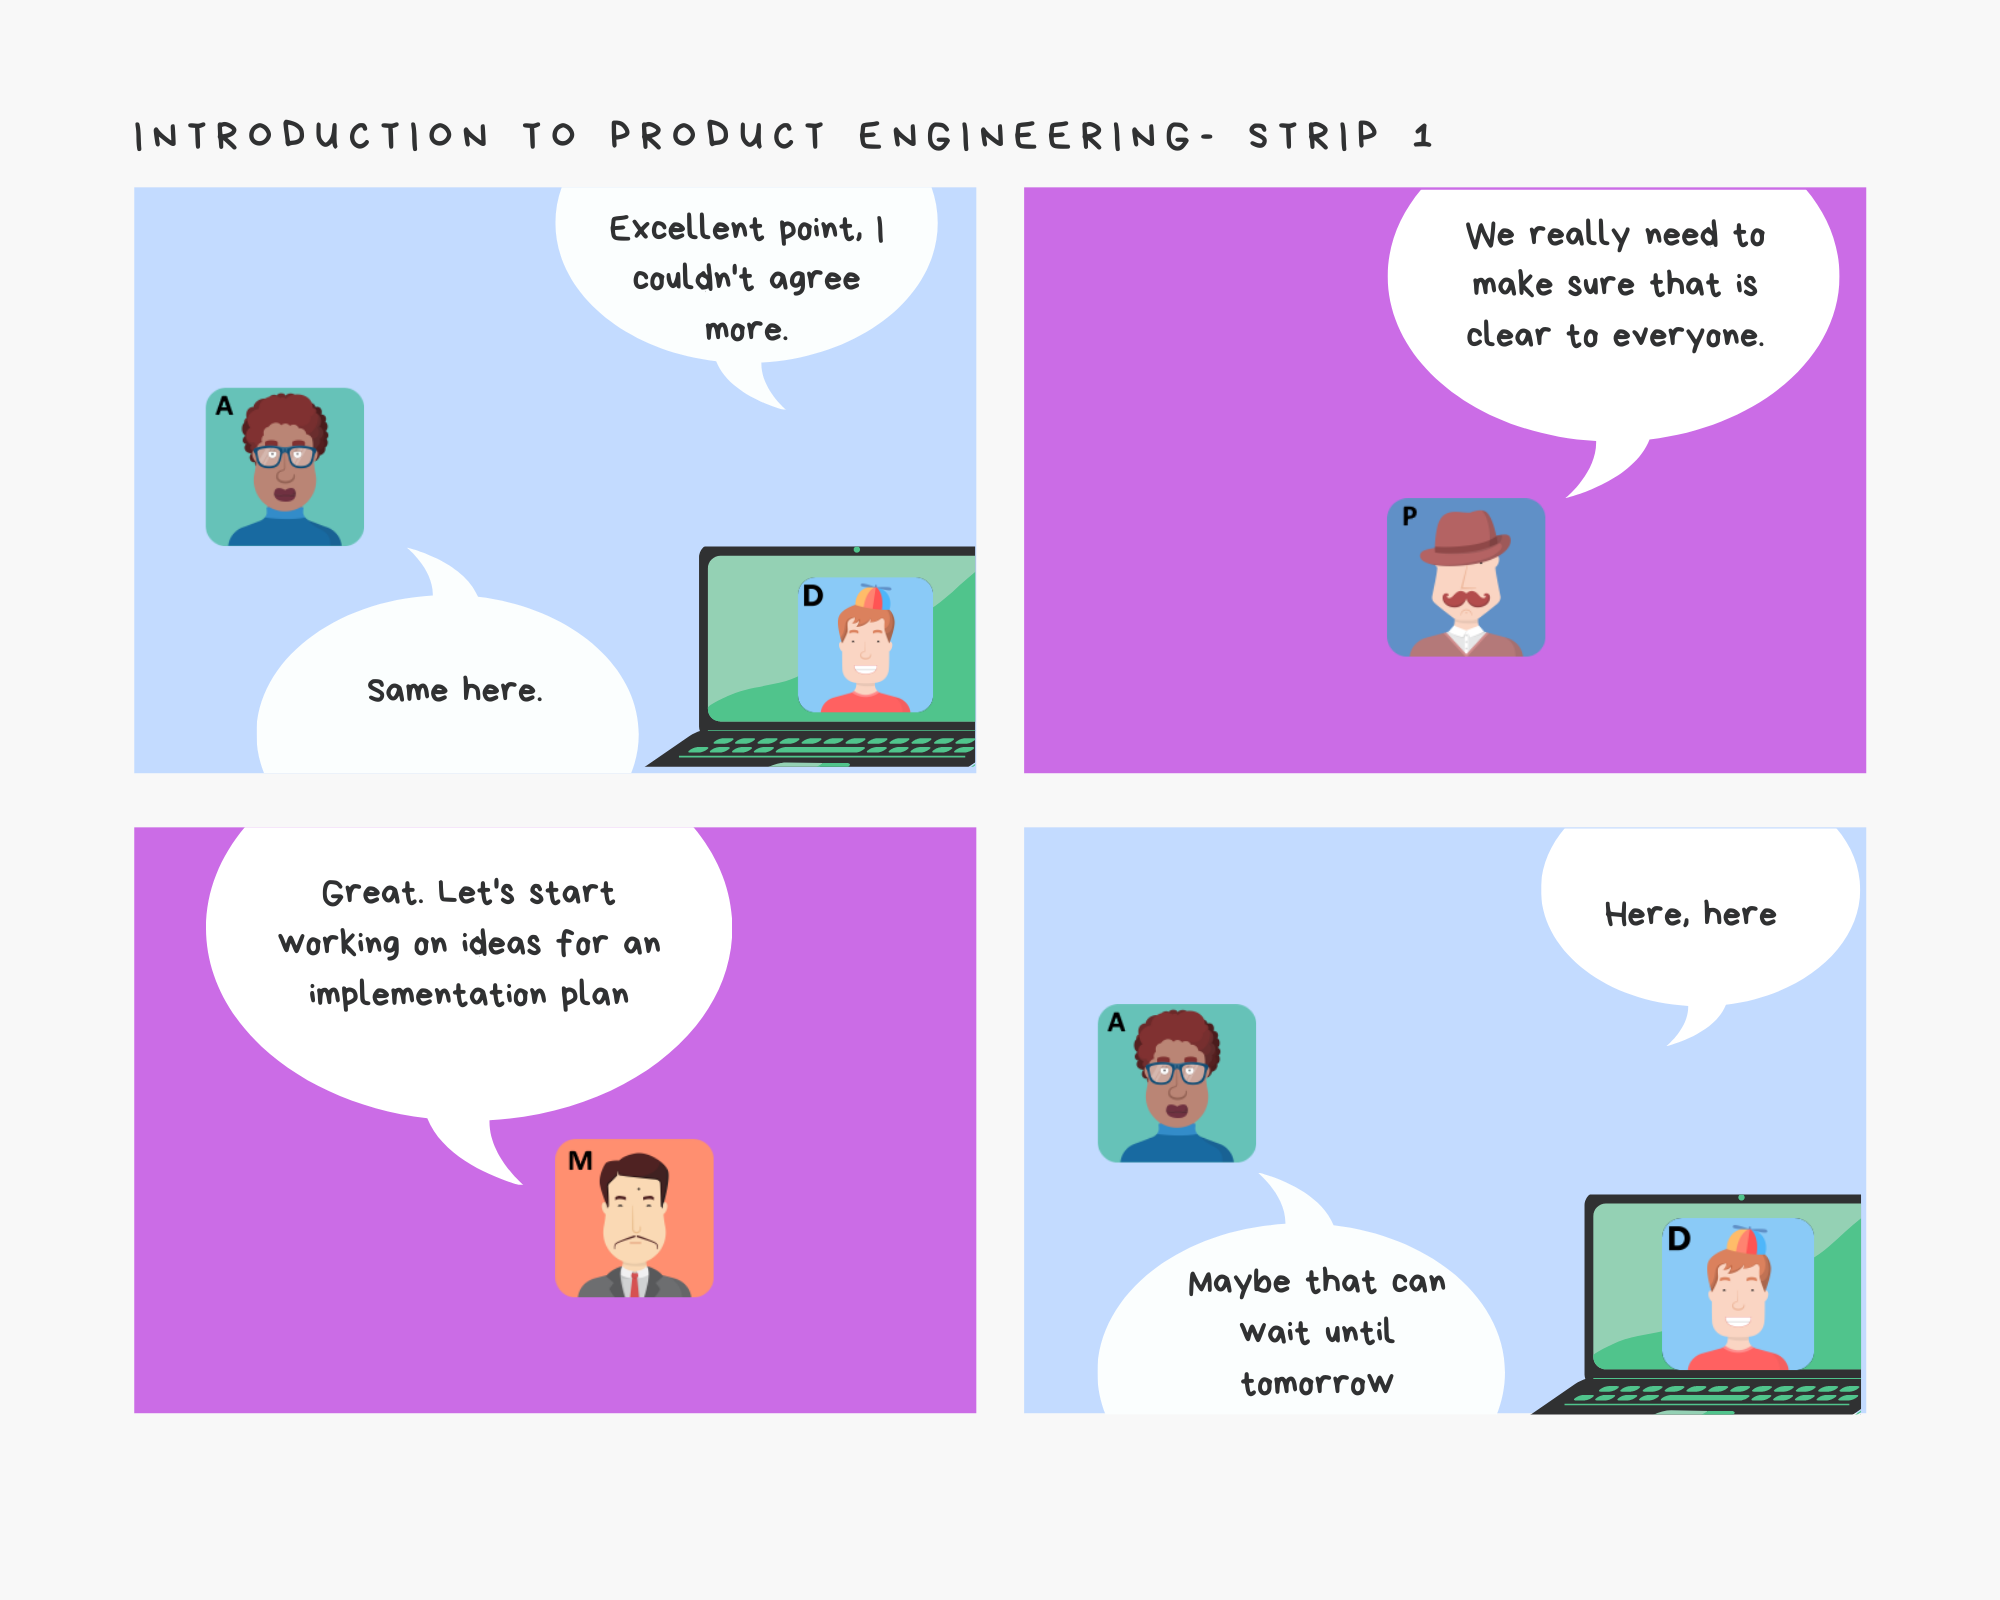 INTRODUCTION TO PRODUCT ENGINEERING- STRIP 1
Excellent point, I
couldn't agree
more.
A
Same here.
D
We really need to
make sure that is
clear to everyone.
P
Great. Let's start
working on ideas for an
implementation plan
M
Here, here
A
D
Maybe that can
wait until
tomorrow